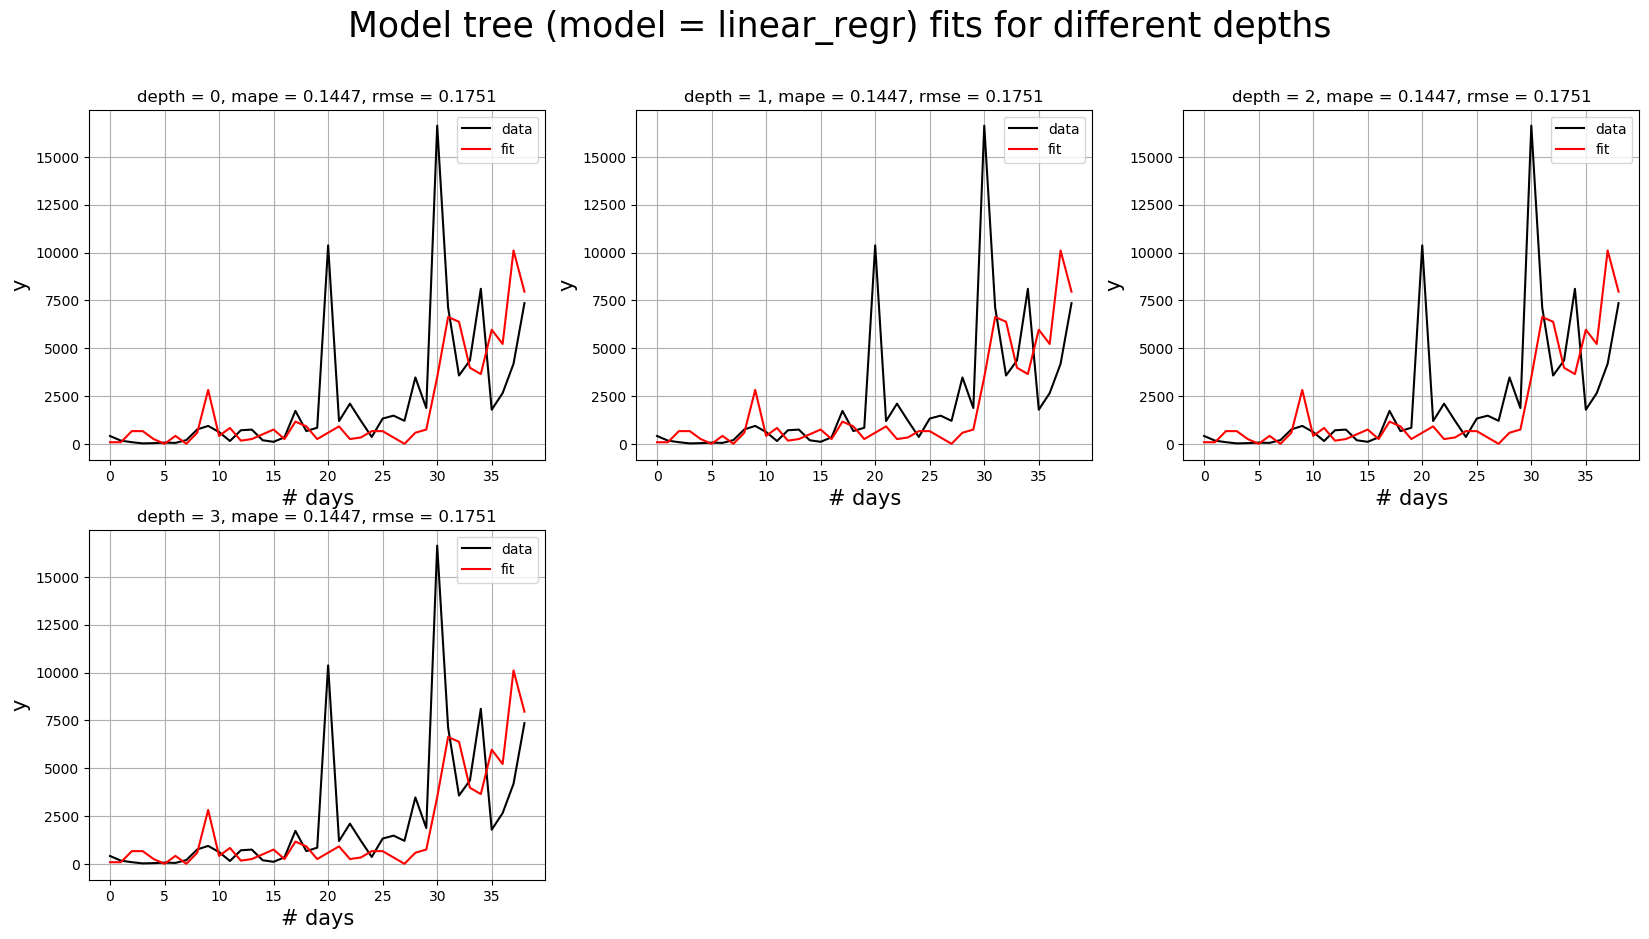 Model tree (model = linear_regr) fits for different depths
depth = 0, mape = 0.1447, rmse = 0.1751
data
fit
15000
12500
10000
7500
5000
2500
0
y
0 5 10 15 20 25 30 35
# days
depth = 1, mape = 0.1447, rmse = 0.1751
data
fit
15000
12500
10000
7500
5000
2500
0
y
0 5 10 15 20 25 30 35
# days
depth = 2, mape = 0.1447, rmse = 0.1751
data
fit
15000
12500
10000
7500
5000
2500
0
y
0 5 10 15 20 25 30 35
# days
depth = 3, mape = 0.1447, rmse = 0.1751
data
fit
15000
12500
10000
7500
5000
2500
0
y
0 5 10 15 20 25 30 35
# days